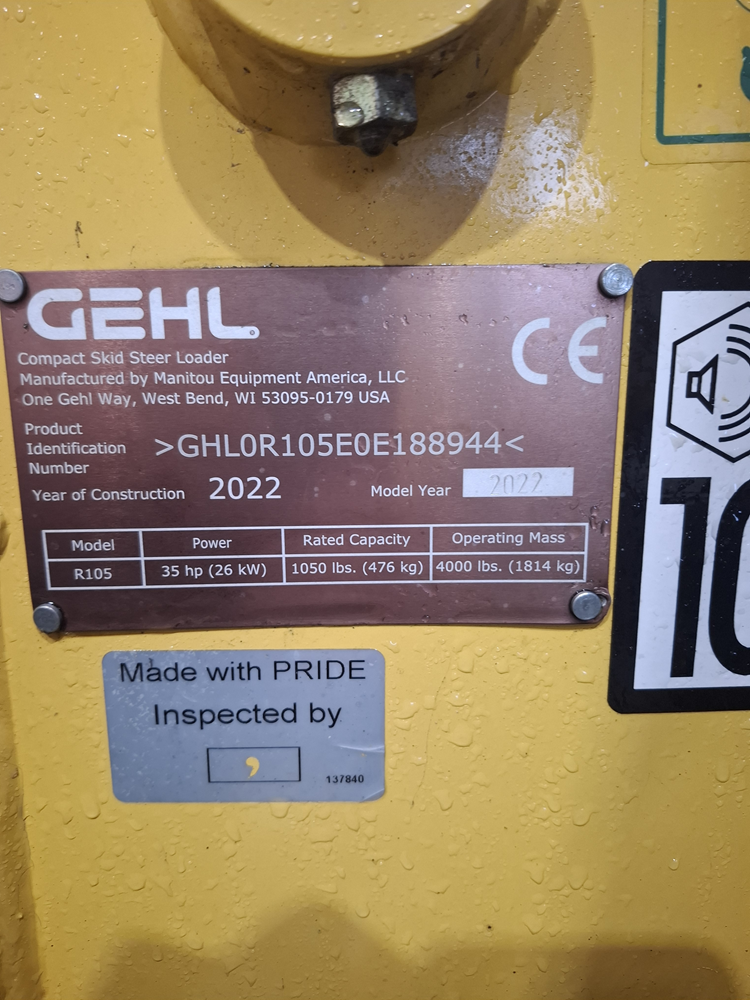 GEHL
CE
Compact Skid Steer Loader
Manufactured by Manitou Equipment America, LLC
One Gehl Way, West Bend, WI 53095-0179 USA
Product
Identification
Number
>GHL0R105E0E188944<
Year of Construction 2022 Model Year 2022
Model Power Rated Capacity Operating Mass
R105 35 hp (26 kW) 1050 lbs. (476 kg) 4000 lbs. (1814 kg)
10
Made with PRIDE
Inspected by
,
137840